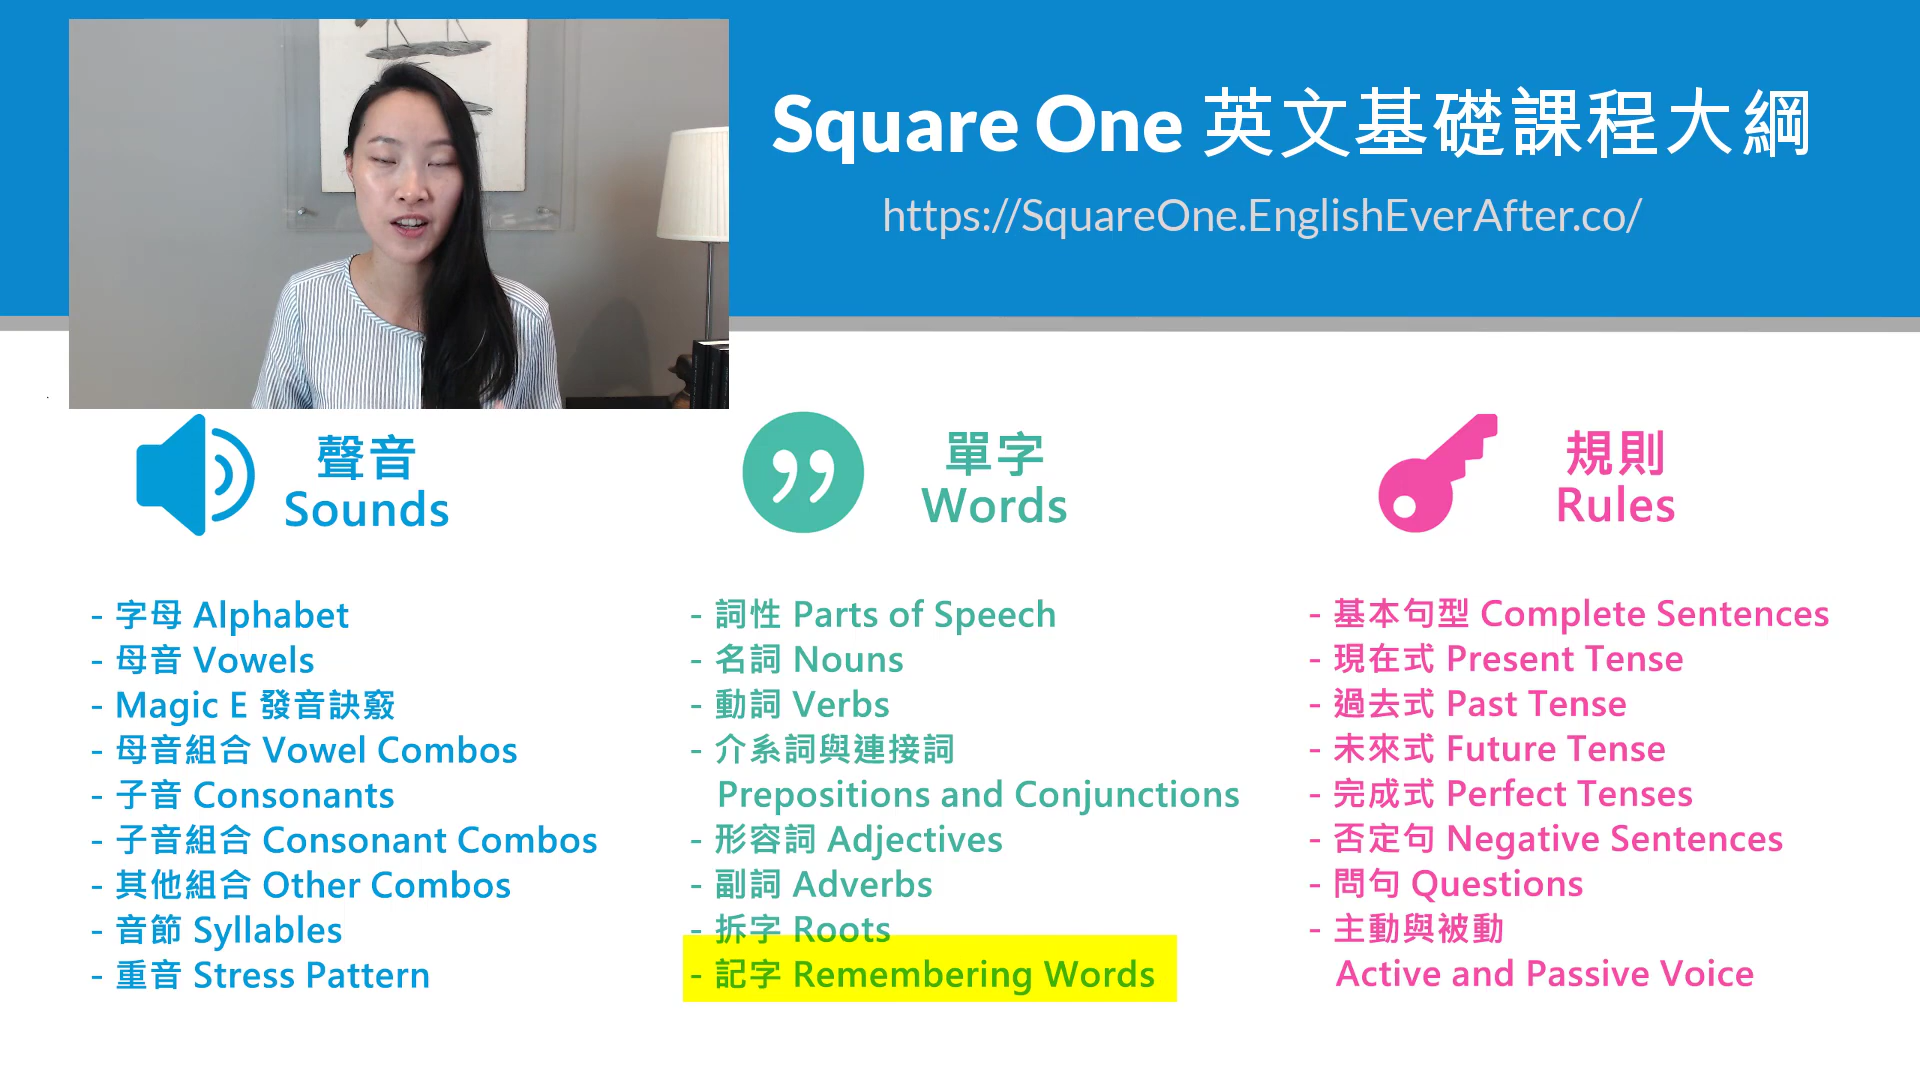 Square One 英文基礎課程大綱
https://SquareOne.EnglishEverAfter.co/
聲音
Sounds
- 字母 Alphabet
- 母音 Vowels
- Magic E 發音訣竅
- 母音組合 Vowel Combos
- 子音 Consonants
- 子音組合 Consonant Combos
- 其他組合 Other Combos
- 音節 Syllables
- 重音 Stress Pattern
單字
Words
- 詞性 Parts of Speech
- 名詞 Nouns
- 動詞 Verbs
- 介系詞與連接詞
Prepositions and Conjunctions
- 形容詞 Adjectives
- 副詞 Adverbs
- 拆字 Roots
- 記字 Remembering Words
規則
Rules
- 基本句型 Complete Sentences
- 現在式 Present Tense
- 過去式 Past Tense
- 未來式 Future Tense
- 完成式 Perfect Tenses
- 否定句 Negative Sentences
- 問句 Questions
- 主動與被動
Active and Passive Voice